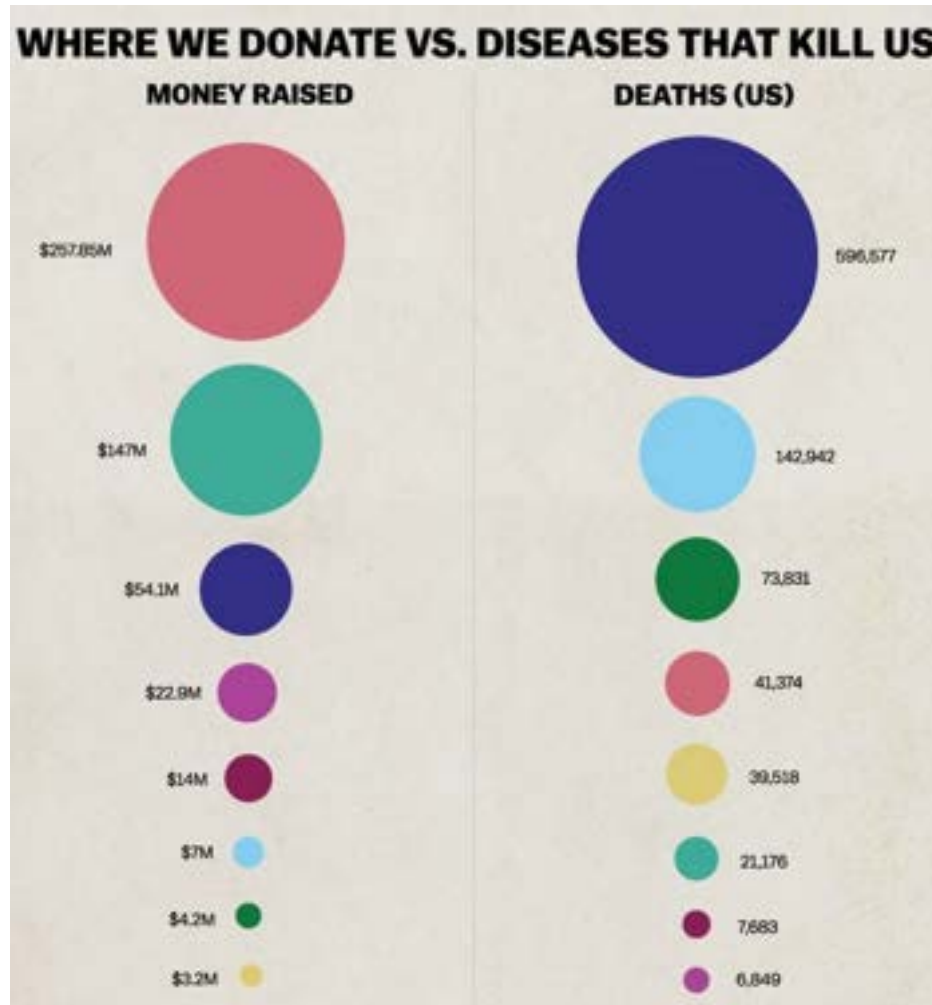 WHERE WE DONATE VS. DISEASES THAT KILL US
MONEY RAISED
DEATHS (US)
$257.85M
596,577
$147M
142,942
$54.1M
73,831
$22.9M
41,374
$14M
39,518
$7M
21,176
$4.2M
7,683
$3.2M
6,849